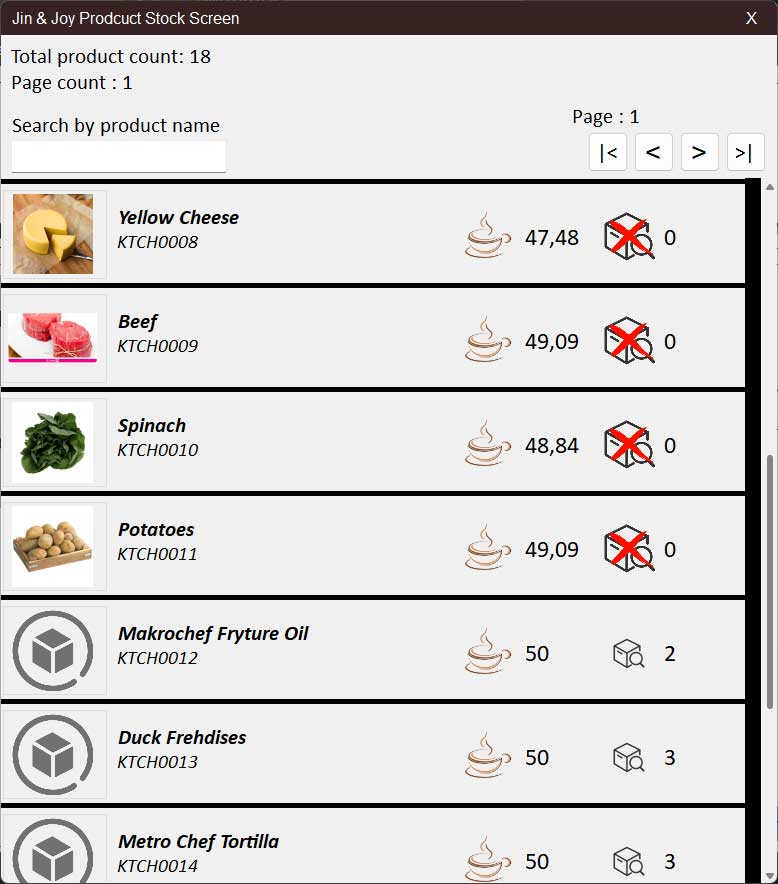 Jin & Joy Prodcuct Stock Screen X
Total product count: 18
Page count : 1
Page : 1
Search by product name
|< < > >|
Yellow Cheese
KTCH0008
47,48 0
Beef
KTCH0009
49,09 0
Spinach
KTCH0010
48,84 0
Potatoes
KTCH0011
49,09 0
Makrochef Fryture Oil
KTCH0012
50 2
Duck Frehdises
KTCH0013
50 3
Metro Chef Tortilla
KTCH0014
50 3